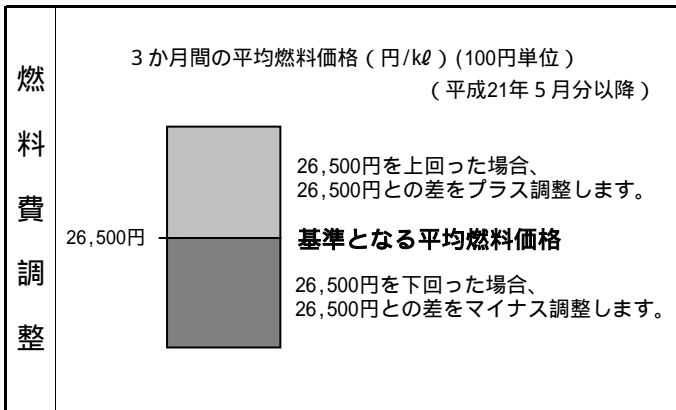 燃料費調整
3か月間の平均燃料価格(円/kℓ)(100円単位)
(平成21年5月分以降)
26,500円を上回った場合、
26,500円との差をプラス調整します。
26,500円
基準となる平均燃料価格
26,500円を下回った場合、
26,500円との差をマイナス調整します。